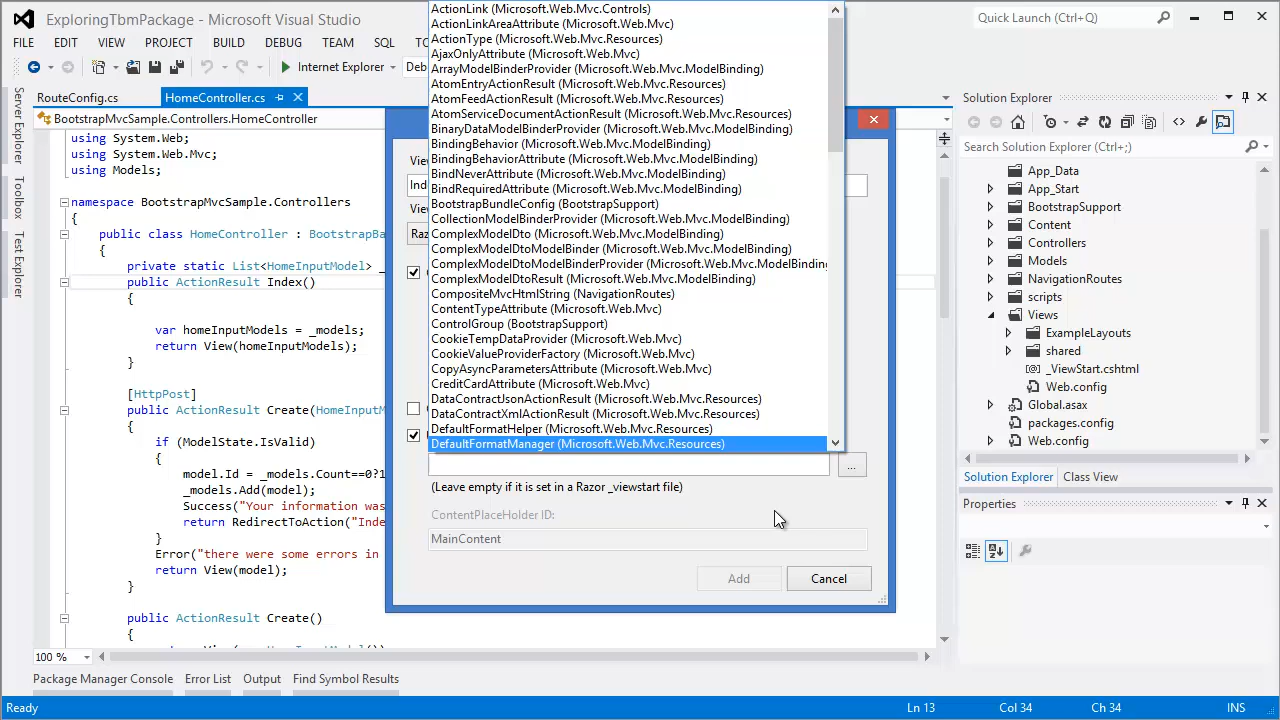 ExploringTbmPackage - Microsoft Visual Studio
Quick Launch (Ctrl+Q)
FILE EDIT VIEW PROJECT BUILD DEBUG TEAM SQL
Internet Explorer
RouteConfig.cs HomeController.cs
BootstrapMvcSample.Controllers.HomeController
Server Explorer
Toolbox
Test Explorer
using System.Web;
using System.Web.Mvc;
using Models;
namespace BootstrapMvcSample.Controllers
{
public class HomeController :
{
private static List<HomeInputModel>
public ActionResult Index()
{
var homeInputModels = _models;
return View(homeInputModels);
}
[HttpPost]
public ActionResult Create(
{
if (ModelState.IsValid)
{
model.Id = _models.Count==0?1
_models.Add(model);
Success("Your information was
return RedirectToAction("Inde
}
Error("there were some errors in
return View(model);
}
public ActionResult Create()
{
100 %
ActionLink (Microsoft.Web.Mvc.Controls)
ActionLinkAreaAttribute (Microsoft.Web.Mvc)
ActionType (Microsoft.Web.Mvc.Resources)
AjaxOnlyAttribute (Microsoft.Web.Mvc)
ArrayModelBinderProvider (Microsoft.Web.Mvc.ModelBinding)
AtomEntryActionResult (Microsoft.Web.Mvc.Resources)
AtomFeedActionResult (Microsoft.Web.Mvc.Resources)
AtomServiceDocumentActionResult (Microsoft.Web.Mvc.Resources)
BinaryDataModelBinderProvider (Microsoft.Web.Mvc.ModelBinding)
BindingBehavior (Microsoft.Web.Mvc.ModelBinding)
BindingBehaviorAttribute (Microsoft.Web.Mvc.ModelBinding)
BindNeverAttribute (Microsoft.Web.Mvc.ModelBinding)
BindRequiredAttribute (Microsoft.Web.Mvc.ModelBinding)
BootstrapBundleConfig (BootstrapSupport)
CollectionModelBinderProvider (Microsoft.Web.Mvc.ModelBinding)
ComplexModelDto (Microsoft.Web.Mvc.ModelBinding)
ComplexModelDtoModelBinder (Microsoft.Web.Mvc.ModelBinding)
ComplexModelDtoModelBinderProvider (Microsoft.Web.Mvc.ModelBinding
ComplexModelDtoResult (Microsoft.Web.Mvc.ModelBinding)
CompositeMvcHtmlString (NavigationRoutes)
ContentTypeAttribute (Microsoft.Web.Mvc)
ControlGroup (BootstrapSupport)
CookieTempDataProvider (Microsoft.Web.Mvc)
CookieValueProviderFactory (Microsoft.Web.Mvc)
CopyAsyncParametersAttribute (Microsoft.Web.Mvc)
CreditCardAttribute (Microsoft.Web.Mvc)
DataContractJsonActionResult (Microsoft.Web.Mvc.Resources)
DataContractXmlActionResult (Microsoft.Web.Mvc.Resources)
DefaultFormatHelper (Microsoft.Web.Mvc.Resources)
DefaultFormatManager (Microsoft.Web.Mvc.Resources)
...
(Leave empty if it is set in a Razor _viewstart file)
ContentPlaceHolder ID:
MainContent
Add Cancel
Solution Explorer
Search Solution Explorer (Ctrl+;)
App_Data
App_Start
BootstrapSupport
Content
Controllers
Models
NavigationRoutes
scripts
Views
ExampleLayouts
shared
_ViewStart.cshtml
Web.config
Global.asax
packages.config
Web.config
Solution Explorer Class View
Properties
Package Manager Console Error List Output Find Symbol Results
Ready Ln 13 Col 34 Ch 34 INS